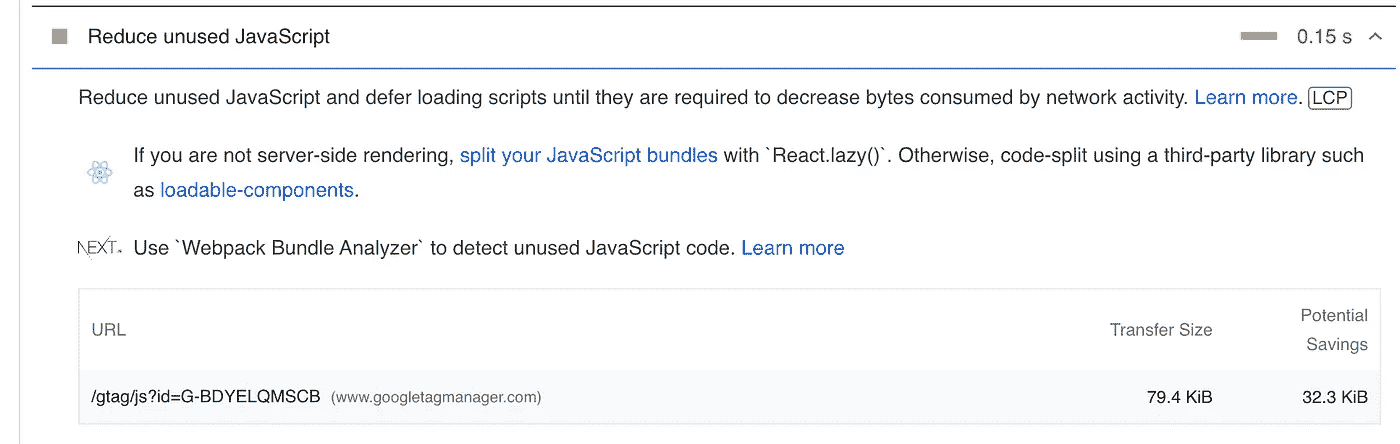 Reduce unused JavaScript 0.15 s
Reduce unused JavaScript and defer loading scripts until they are required to decrease bytes consumed by network activity. Learn more. LCP
If you are not server-side rendering, split your JavaScript bundles with `React.lazy()`. Otherwise, code-split using a third-party library such
as loadable-components.
NEXT. Use `Webpack Bundle Analyzer` to detect unused JavaScript code. Learn more
URL Transfer Size Potential
Savings
/gtag/js?id=G-BDYELQMSCB (www.googletagmanager.com) 79.4 KiB 32.3 KiB